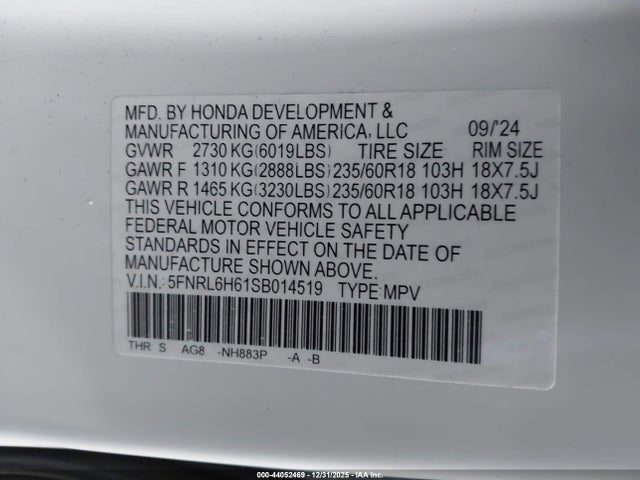 MFD. BY HONDA DEVELOPMENT &
MANUFACTURING OF AMERICA, LLC 09/'24
GVWR 2730 KG(6019LBS) TIRE SIZE RIM SIZE
GAWR F 1310 KG(2888LBS) 235/60R18 103H 18X7.5J
GAWR R 1465 KG(3230LBS) 235/60R18 103H 18X7.5J
THIS VEHICLE CONFORMS TO ALL APPLICABLE
FEDERAL MOTOR VEHICLE SAFETY
STANDARDS IN EFFECT ON THE DATE OF
MANUFACTURE SHOWN ABOVE.
V.I.N.: 5FNRL6H61SB014519 TYPE: MPV
THR S AG8 -NH883P -A -B
000-44052469 - 12/31/2025 - IAA Inc.